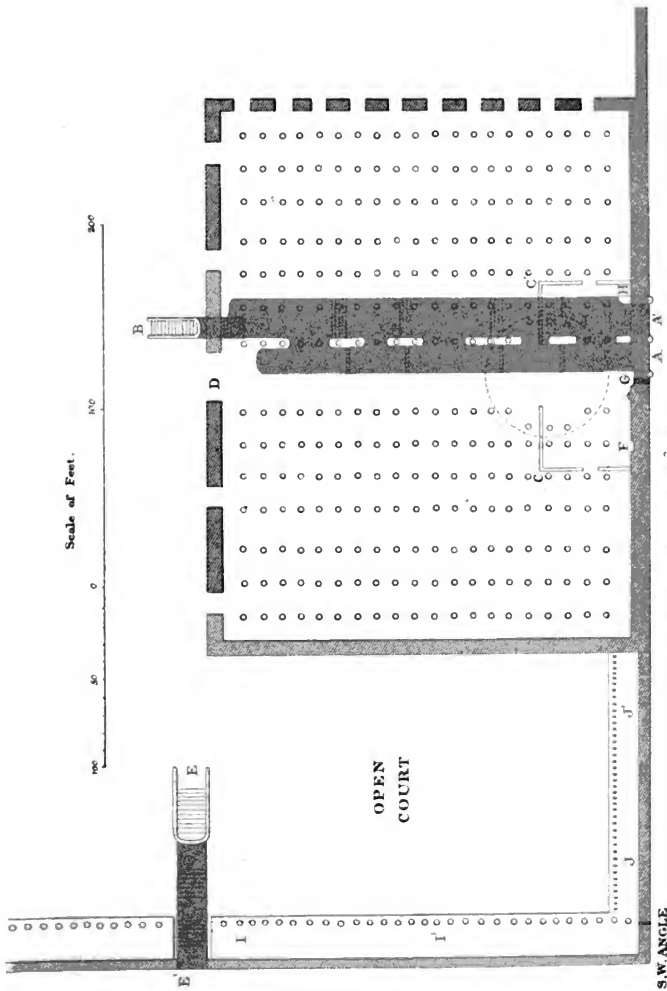 Scale of Feet.
100
50
0
100
200
B
D
C
C'
A
A'
G
H
F
E
E'
OPEN
COURT
I
I'
J
J'
S.W. ANGLE